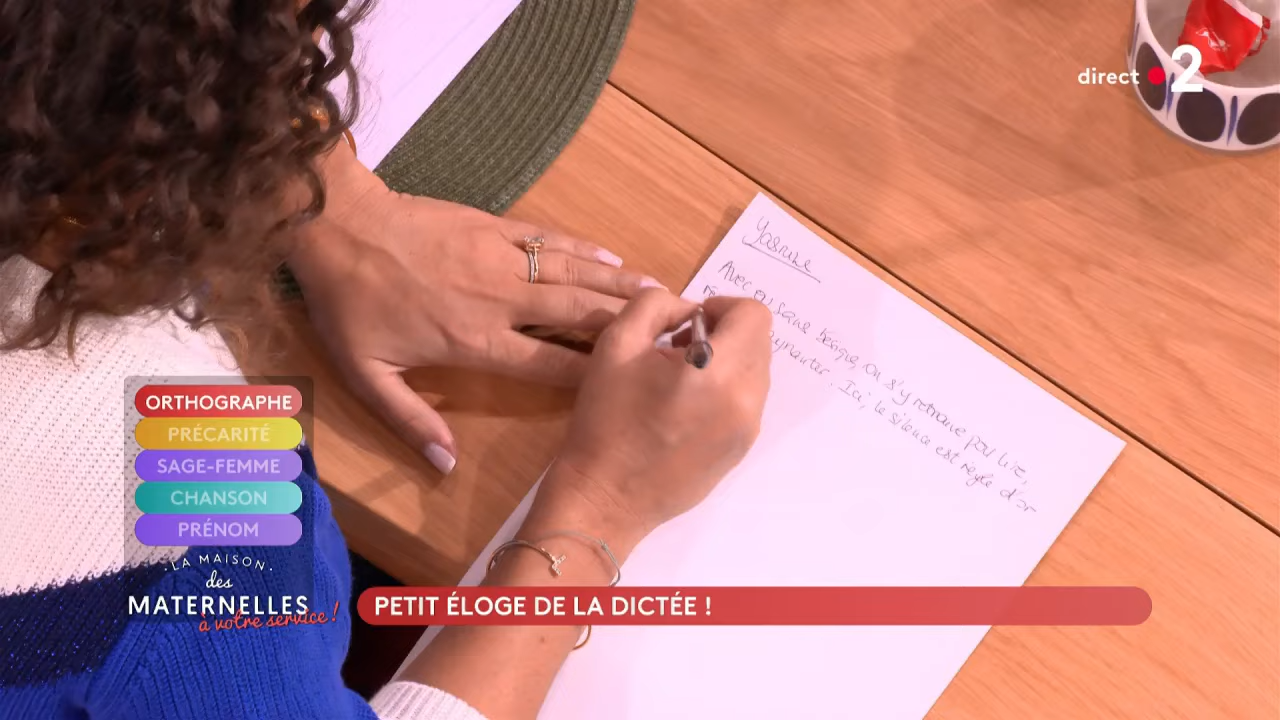 direct 2
Yasmine
Avec ou sans bésicle, on s'y retrouve pour lire,
. Ici, le silence est règle d'or
ORTHOGRAPHE
PRÉCARITÉ
SAGE-FEMME
CHANSON
PRÉNOM
LA MAISON
des
MATERNELLES
à votre service !
PETIT ÉLOGE DE LA DICTÉE !